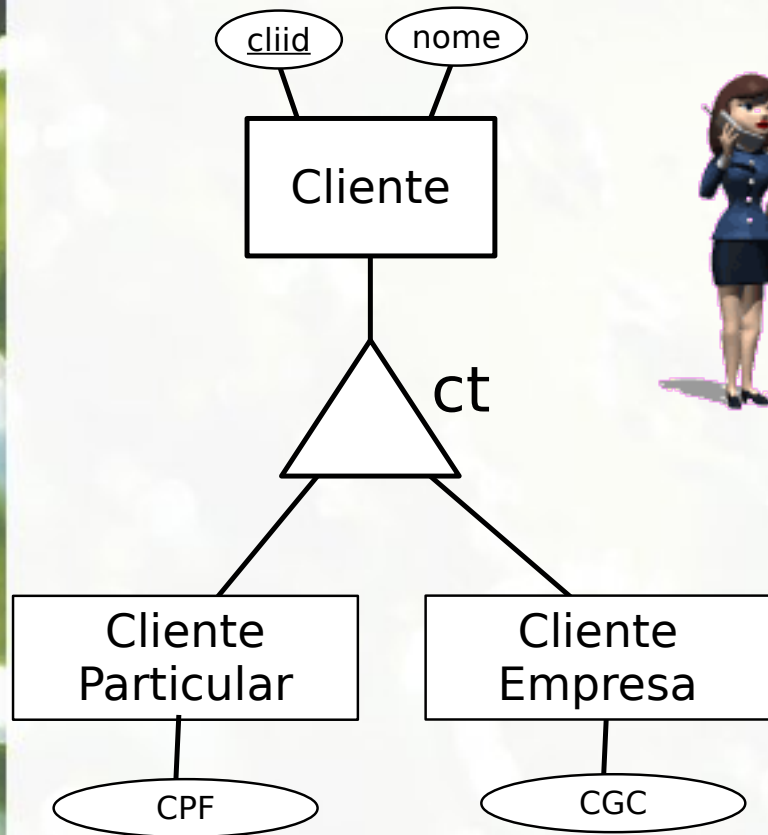 cliid
nome
Cliente
ct
Cliente
Particular
Cliente
Empresa
CPF
CGC